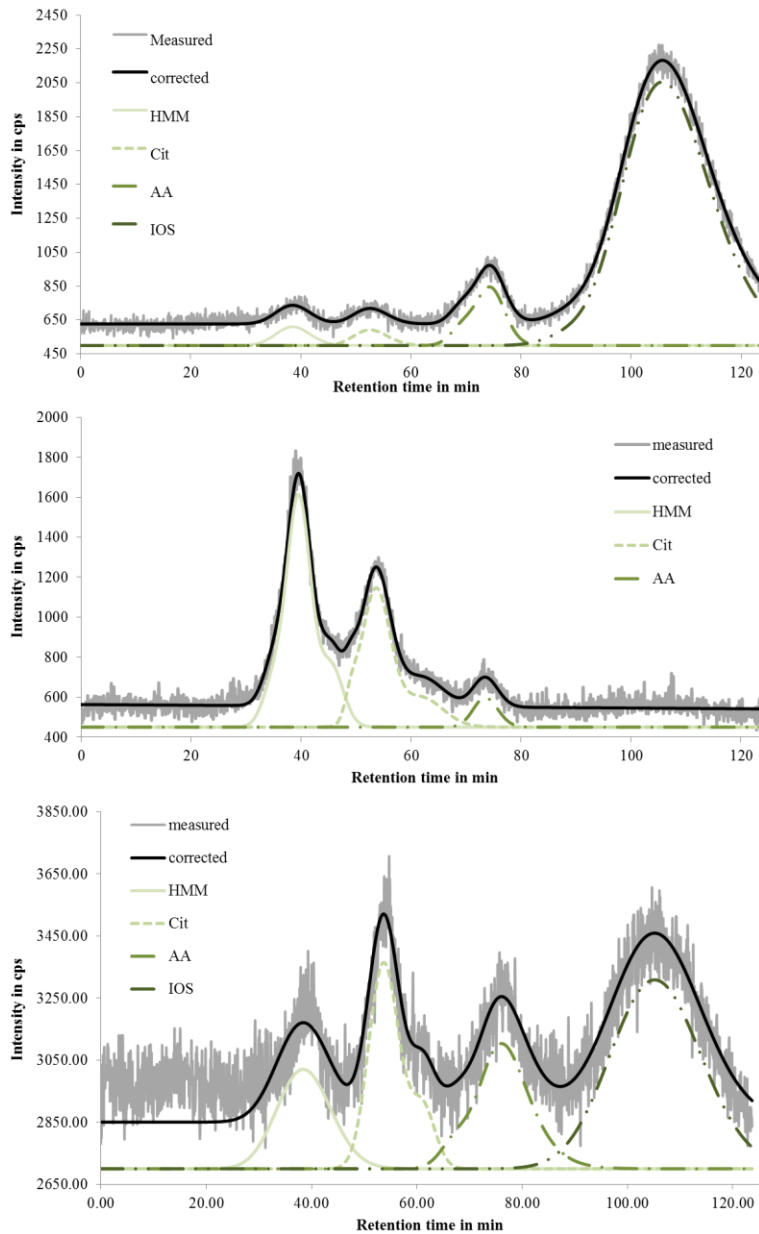 2450
2250
2050
1850
1650
1450
1250
1050
850
650
450
Intensity in cps
Measured
corrected
HMM
Cit
AA
IOS
0 20 40 60 80 100 120
Retention time in min
2000
1800
1600
1400
1200
1000
800
600
400
Intensity in cps
measured
corrected
HMM
Cit
AA
0 20 40 60 80 100 120
Retention time in min
3850.00
3650.00
3450.00
3250.00
3050.00
2850.00
2650.00
Intensity in cps
measured
corrected
HMM
Cit
AA
IOS
0.00 20.00 40.00 60.00 80.00 100.00 120.00
Retention time in min